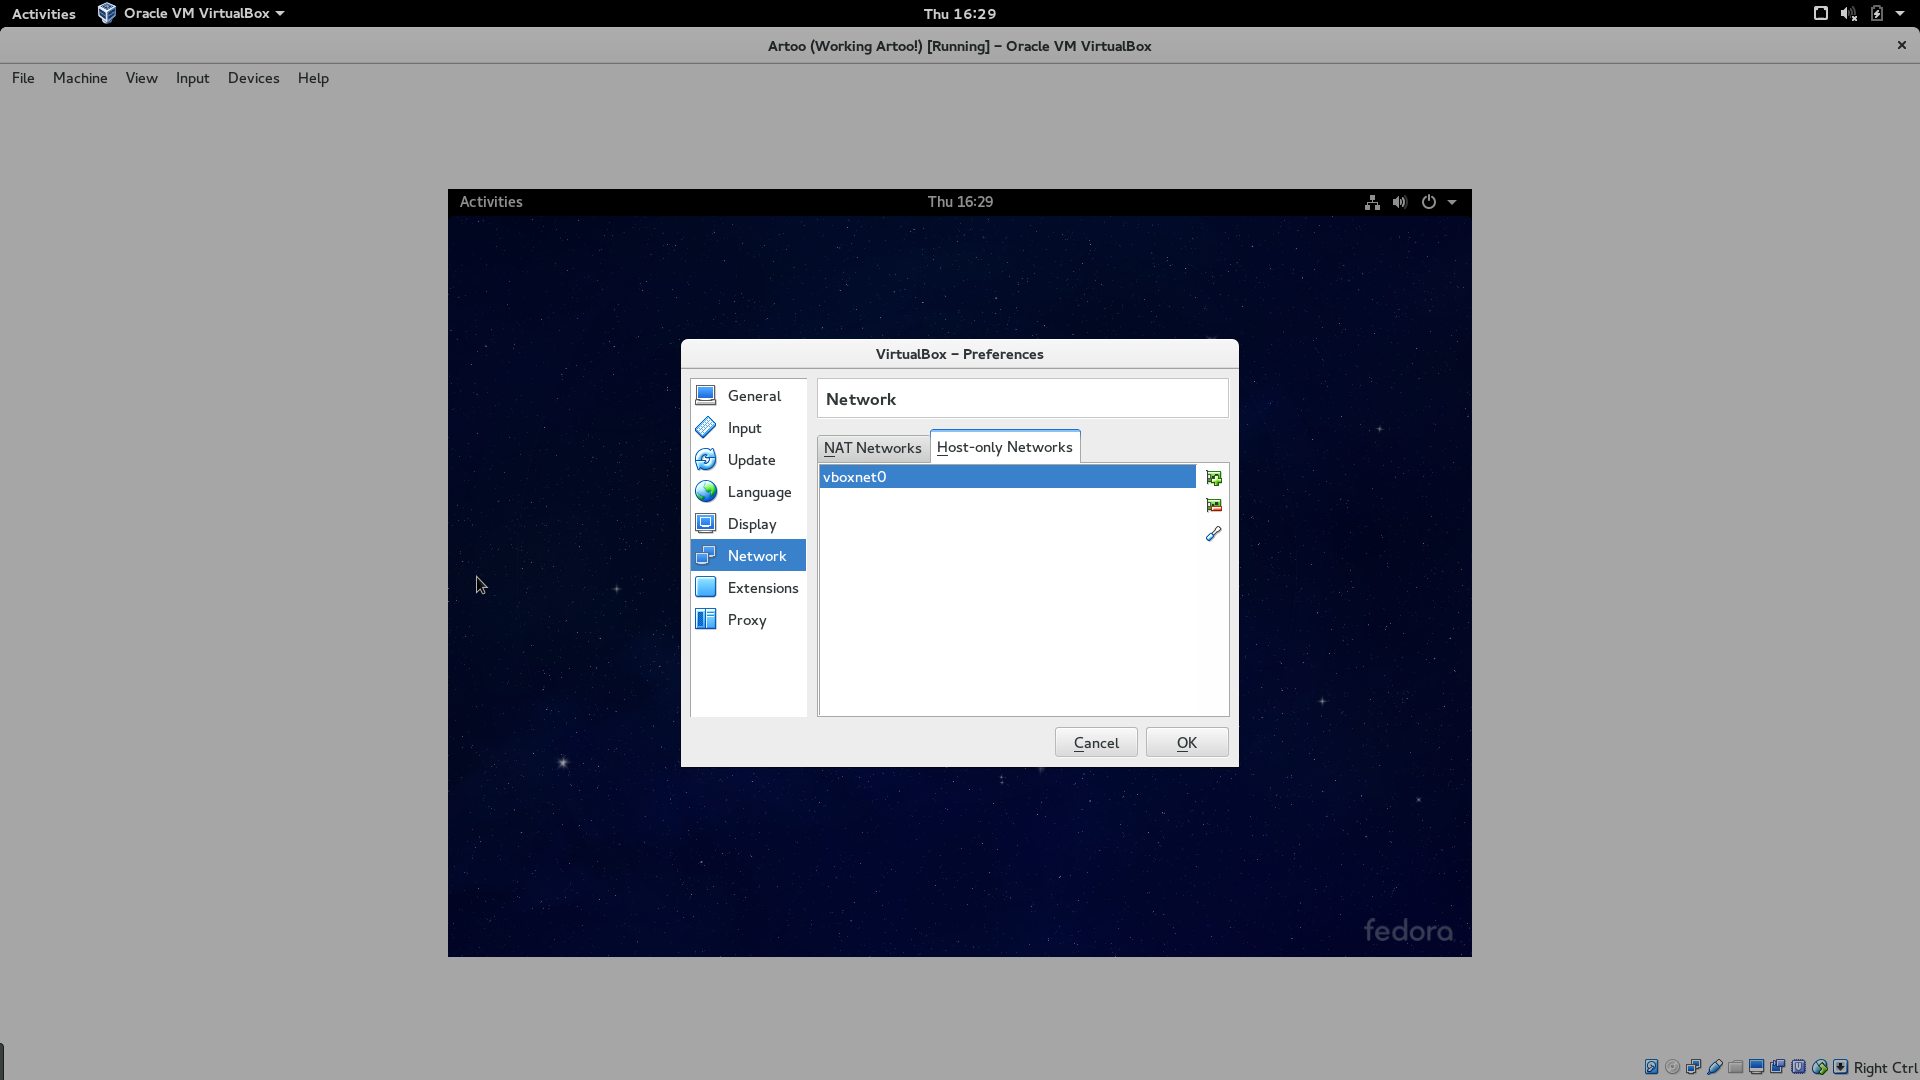 Activities Oracle VM VirtualBox Thu 16:29
Artoo (Working Artoo!) [Running] – Oracle VM VirtualBox
File Machine View Input Devices Help
Activities Thu 16:29
VirtualBox – Preferences
General
Input
Update
Language
Display
Network
Extensions
Proxy
Network
NAT Networks Host-only Networks
vboxnet0
Cancel OK
fedora
Right Ctrl